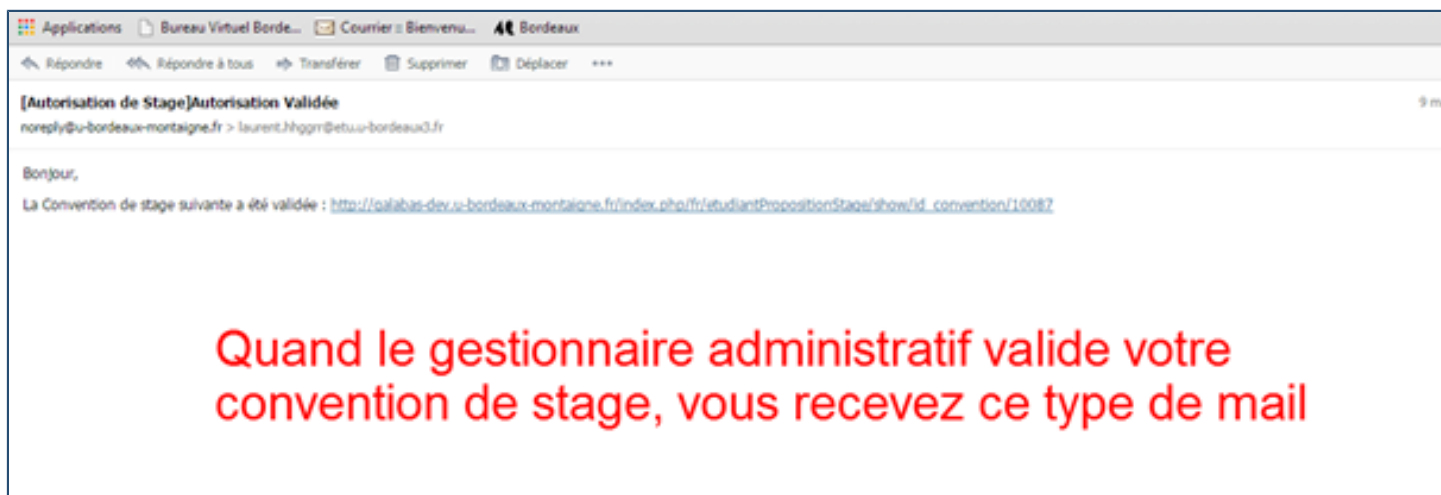 Applications Bureau Virtuel Borde... Courrier :: Bienvenu... Bordeaux
Répondre Répondre à tous Transférer Supprimer Déplacer ...
[Autorisation de Stage]Autorisation Validée 9 m
noreply@u-bordeaux-montaigne.fr > laurent.hhggrr@etu.u-bordeaux3.fr
Bonjour,
La Convention de stage suivante a été validée : http://galabas-dev.u-bordeaux-montaigne.fr/index.php/fr/etudiantPropositionStage/show/id_convention/10087
Quand le gestionnaire administratif valide votre
convention de stage, vous recevez ce type de mail